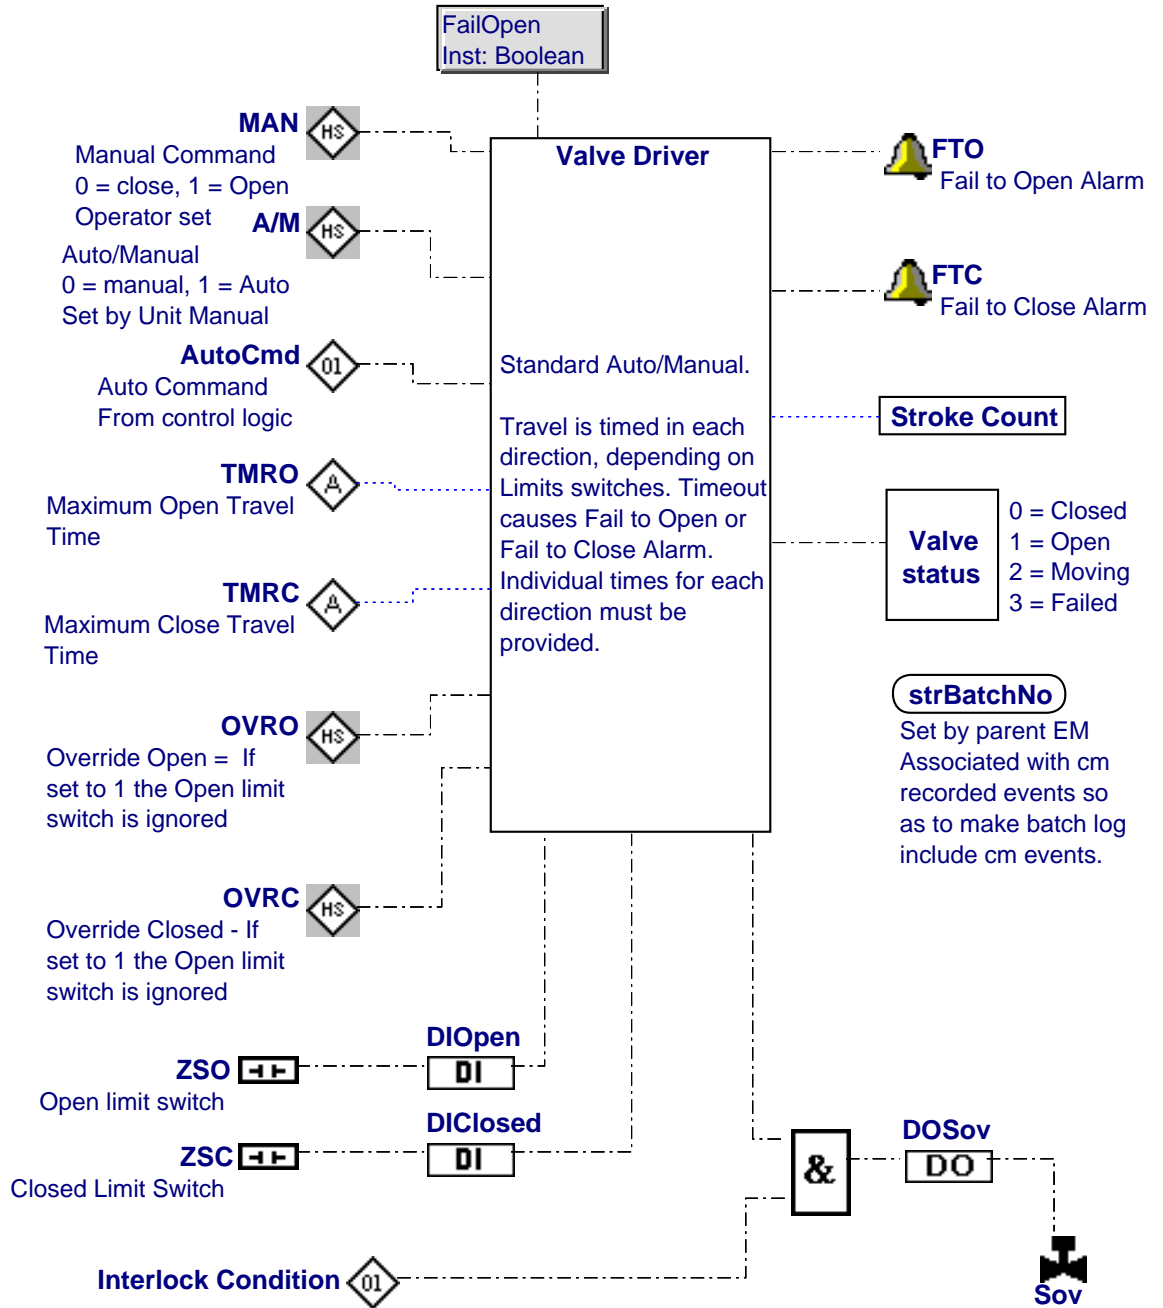 FailOpen
Inst: Boolean
MAN
HS
Manual Command
0 = close, 1 = Open
Operator set
A/M
HS
Auto/Manual
0 = manual, 1 = Auto
Set by Unit Manual
AutoCmd
01
Auto Command
From control logic
TMRO
A
Maximum Open Travel
Time
TMRC
A
Maximum Close Travel
Time
OVRO
HS
Override Open = If
set to 1 the Open limit
switch is ignored
OVRC
HS
Override Closed - If
set to 1 the Open limit
switch is ignored
Valve Driver
Standard Auto/Manual.
Travel is timed in each
direction, depending on
Limits switches. Timeout
causes Fail to Open or
Fail to Close Alarm.
Individual times for each
direction must be
provided.
FTO
Fail to Open Alarm
FTC
Fail to Close Alarm
Stroke Count
Valve
status
0 = Closed
1 = Open
2 = Moving
3 = Failed
strBatchNo
Set by parent EM
Associated with cm
recorded events so
as to make batch log
include cm events.
DIOpen
ZSO
DI
Open limit switch
DIClosed
ZSC
DI
Closed Limit Switch
&
DOSov
DO
Interlock Condition
01
Sov